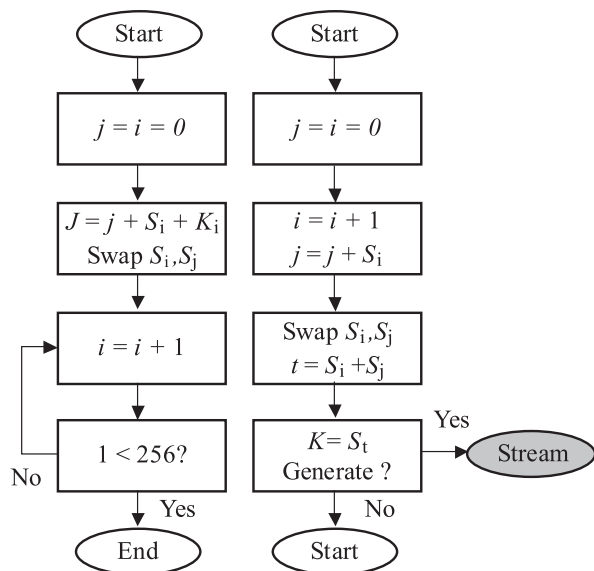 Start
j = i = 0
J = j + Sᵢ + Kᵢ
Swap Sᵢ,Sⱼ
i = i + 1
1 < 256?
No
Yes
End
Start
j = i = 0
i = i + 1
j = j + Sᵢ
Swap Sᵢ,Sⱼ
t = Sᵢ +Sⱼ
K= Sₜ
Generate ?
Yes
Stream
No
Start